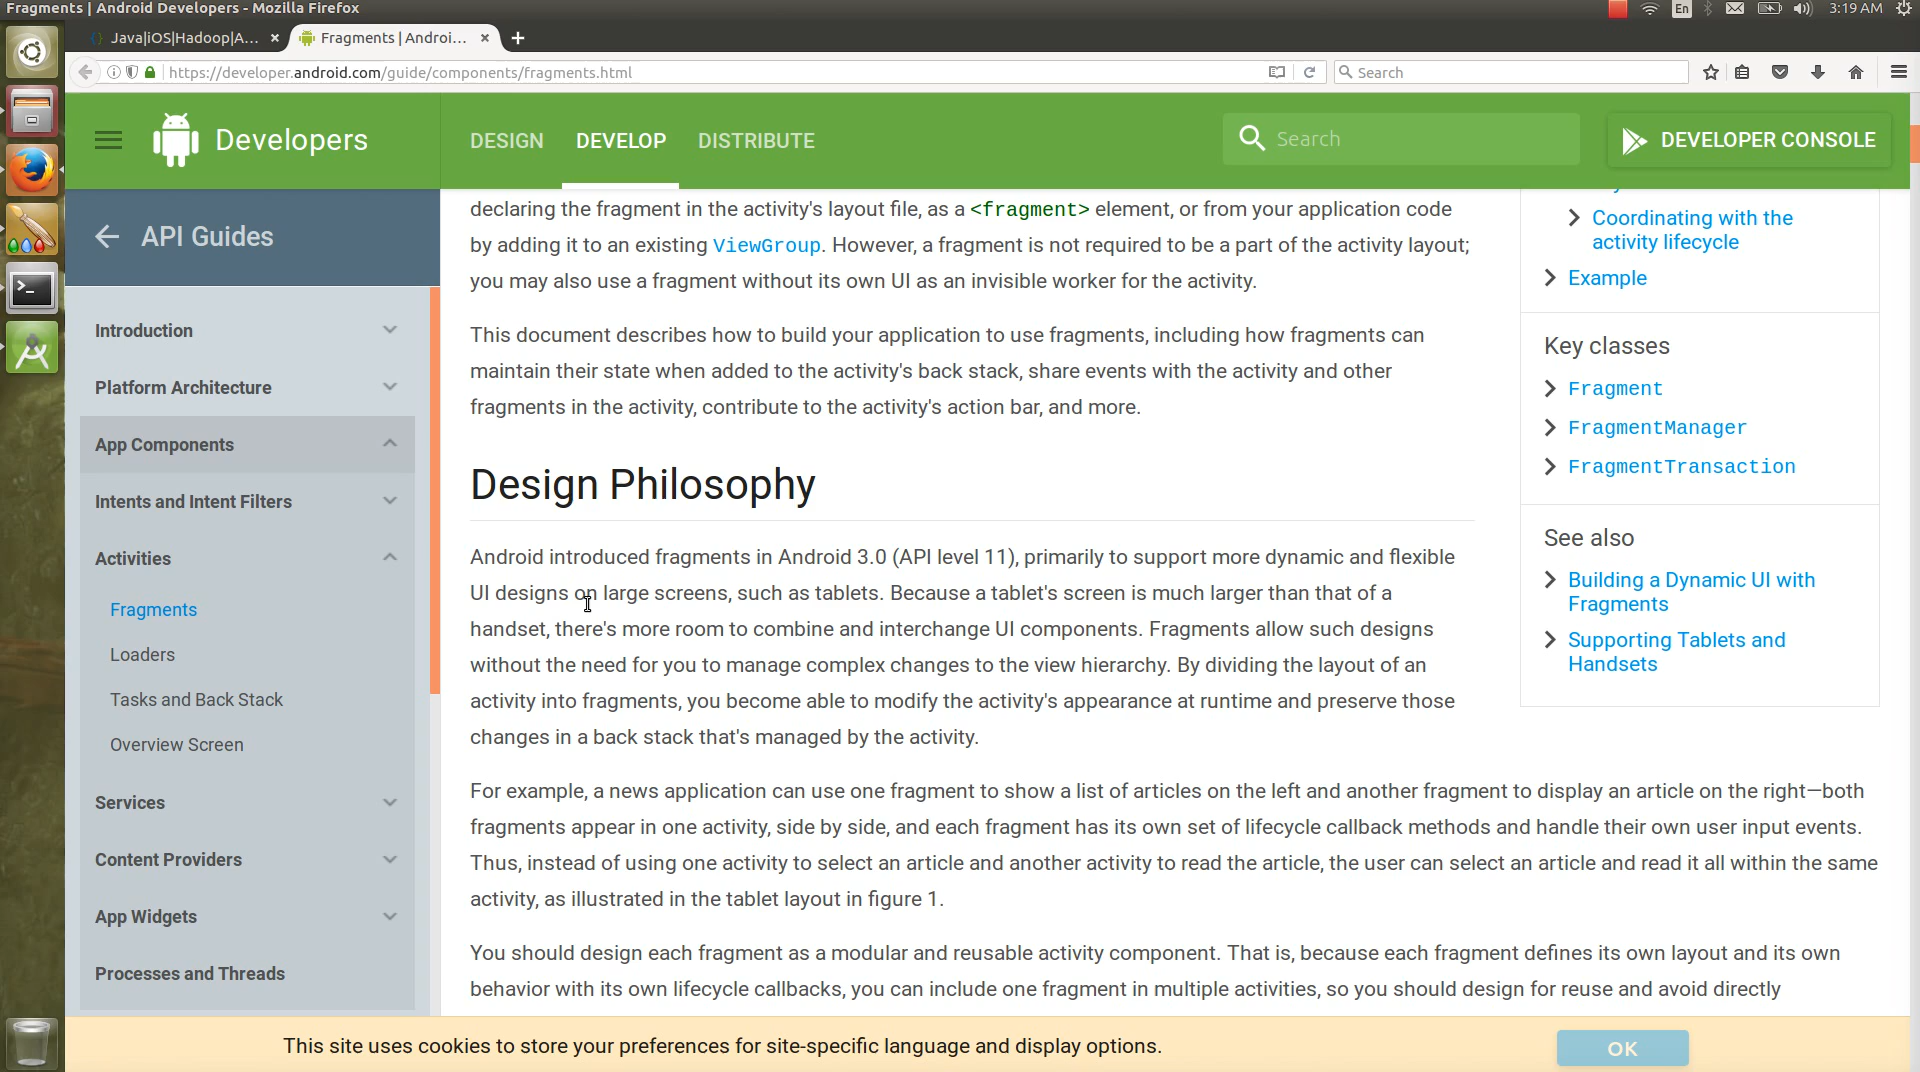 Fragments | Android Developers - Mozilla Firefox
En
3:19 AM
Java|iOS|Hadoop|A...
Fragments | Androi...
https://developer.android.com/guide/components/fragments.html
Search
Developers
DESIGN
DEVELOP
DISTRIBUTE
Search
DEVELOPER CONSOLE
API Guides
Introduction
Platform Architecture
App Components
Intents and Intent Filters
Activities
Fragments
Loaders
Tasks and Back Stack
Overview Screen
Services
Content Providers
App Widgets
Processes and Threads
declaring the fragment in the activity's layout file, as a <fragment> element, or from your application code
by adding it to an existing ViewGroup. However, a fragment is not required to be a part of the activity layout;
you may also use a fragment without its own UI as an invisible worker for the activity.
This document describes how to build your application to use fragments, including how fragments can
maintain their state when added to the activity's back stack, share events with the activity and other
fragments in the activity, contribute to the activity's action bar, and more.
Design Philosophy
Android introduced fragments in Android 3.0 (API level 11), primarily to support more dynamic and flexible
UI designs on large screens, such as tablets. Because a tablet's screen is much larger than that of a
handset, there's more room to combine and interchange UI components. Fragments allow such designs
without the need for you to manage complex changes to the view hierarchy. By dividing the layout of an
activity into fragments, you become able to modify the activity's appearance at runtime and preserve those
changes in a back stack that's managed by the activity.
For example, a news application can use one fragment to show a list of articles on the left and another fragment to display an article on the right—both
fragments appear in one activity, side by side, and each fragment has its own set of lifecycle callback methods and handle their own user input events.
Thus, instead of using one activity to select an article and another activity to read the article, the user can select an article and read it all within the same
activity, as illustrated in the tablet layout in figure 1.
You should design each fragment as a modular and reusable activity component. That is, because each fragment defines its own layout and its own
behavior with its own lifecycle callbacks, you can include one fragment in multiple activities, so you should design for reuse and avoid directly
Coordinating with the
activity lifecycle
Example
Key classes
Fragment
FragmentManager
FragmentTransaction
See also
Building a Dynamic UI with
Fragments
Supporting Tablets and
Handsets
This site uses cookies to store your preferences for site-specific language and display options.
OK